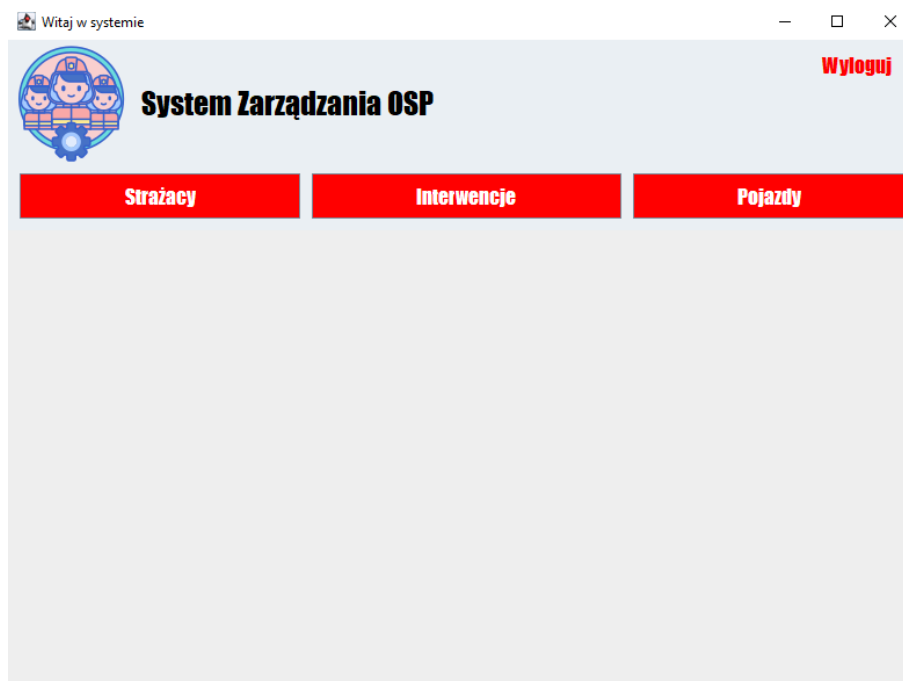 Witaj w systemie
Wyloguj
System Zarządzania OSP
Strażacy Interwencje Pojazdy